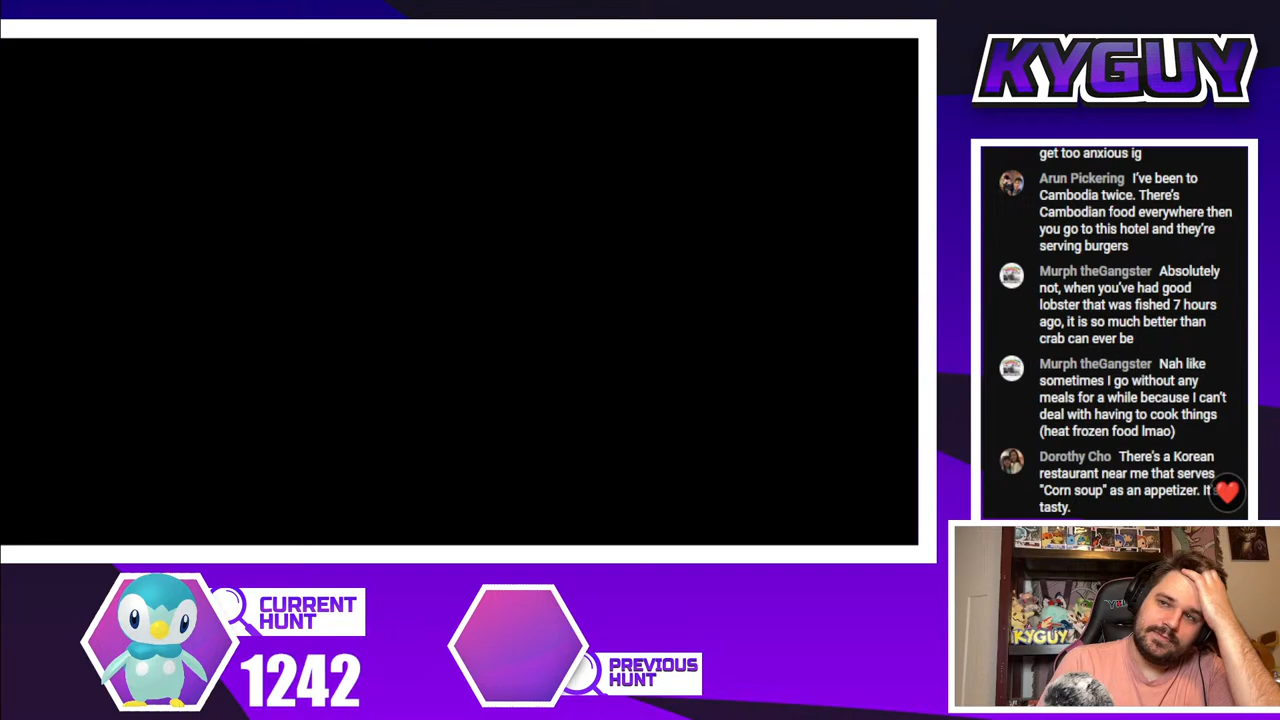 KYGUY
get too anxious ig
Arun Pickering I've been to
Cambodia twice. There's
Cambodian food everywhere then
you go to this hotel and they're
serving burgers
Murph theGangster Absolutely
not, when you've had good
lobster that was fished 7 hours
ago, it is so much better than
crab can ever be
Murph theGangster Nah like
sometimes I go without any
meals for a while because I can't
deal with having to cook things
(heat frozen food lmao)
Dorothy Cho There's a Korean
restaurant near me that serves
"Corn soup" as an appetizer. It's
tasty.
CURRENT
HUNT
1242
PREVIOUS
HUNT
KYGUY